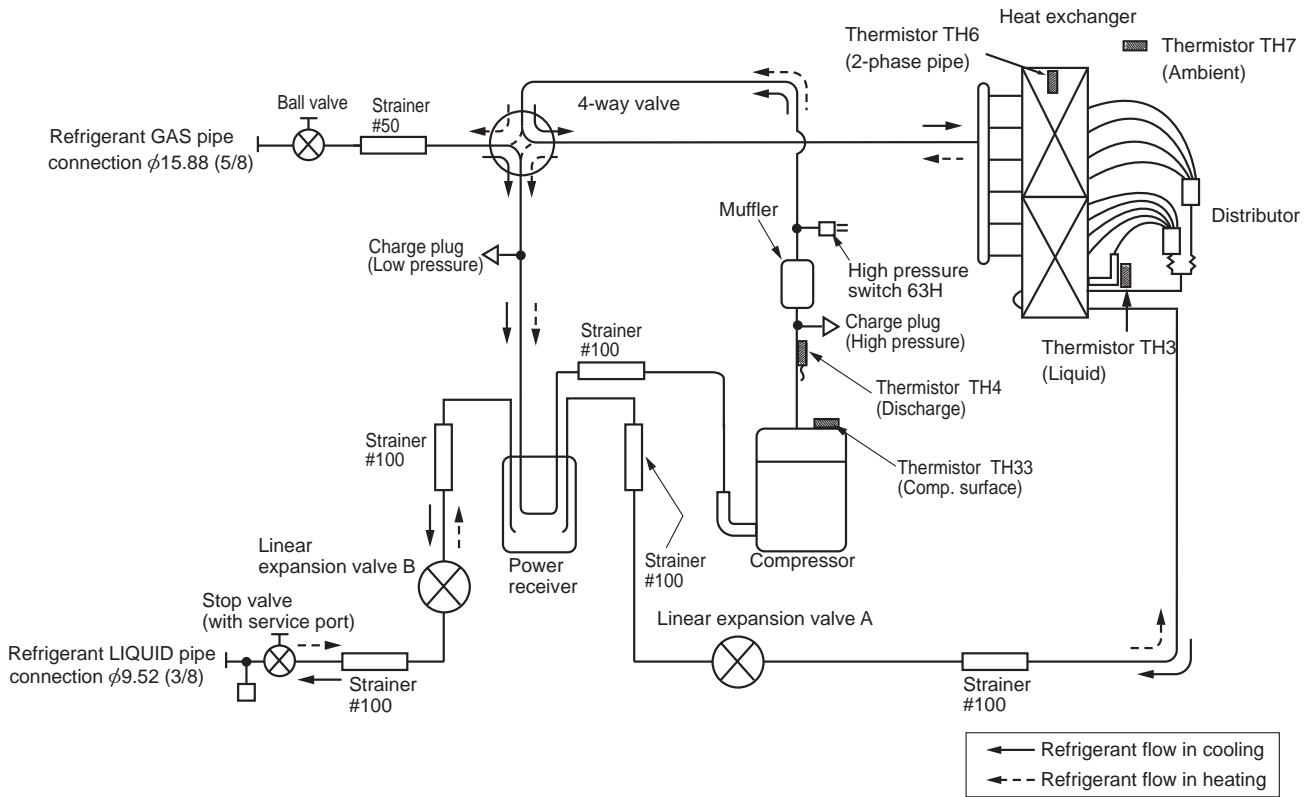 Heat exchanger
Thermistor TH6
(2-phase pipe)
Thermistor TH7
(Ambient)
Ball valve
Strainer
#50
4-way valve
Refrigerant GAS pipe
connection ϕ15.88 (5/8)
Muffler
Distributor
Charge plug
(Low pressure)
High pressure
switch 63H
Charge plug
(High pressure)
Strainer
#100
Thermistor TH3
(Liquid)
Thermistor TH4
(Discharge)
Strainer
#100
Thermistor TH33
(Comp. surface)
Linear
expansion valve B
Power
receiver
Strainer
#100
Compressor
Stop valve
(with service port)
Linear expansion valve A
Refrigerant LIQUID pipe
connection ϕ9.52 (3/8)
Strainer
#100
Strainer
#100
Refrigerant flow in cooling
Refrigerant flow in heating